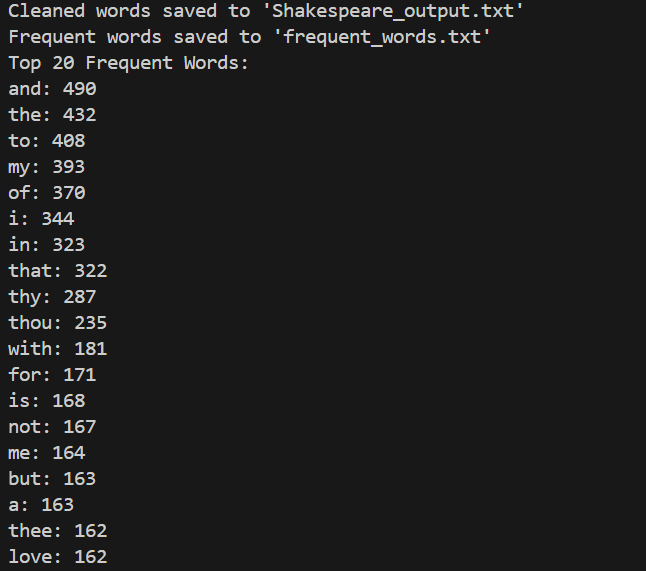 Cleaned words saved to 'Shakespeare_output.txt'
Frequent words saved to 'frequent_words.txt'
Top 20 Frequent Words:
and: 490
the: 432
to: 408
my: 393
of: 370
i: 344
in: 323
that: 322
thy: 287
thou: 235
with: 181
for: 171
is: 168
not: 167
me: 164
but: 163
a: 163
thee: 162
love: 162